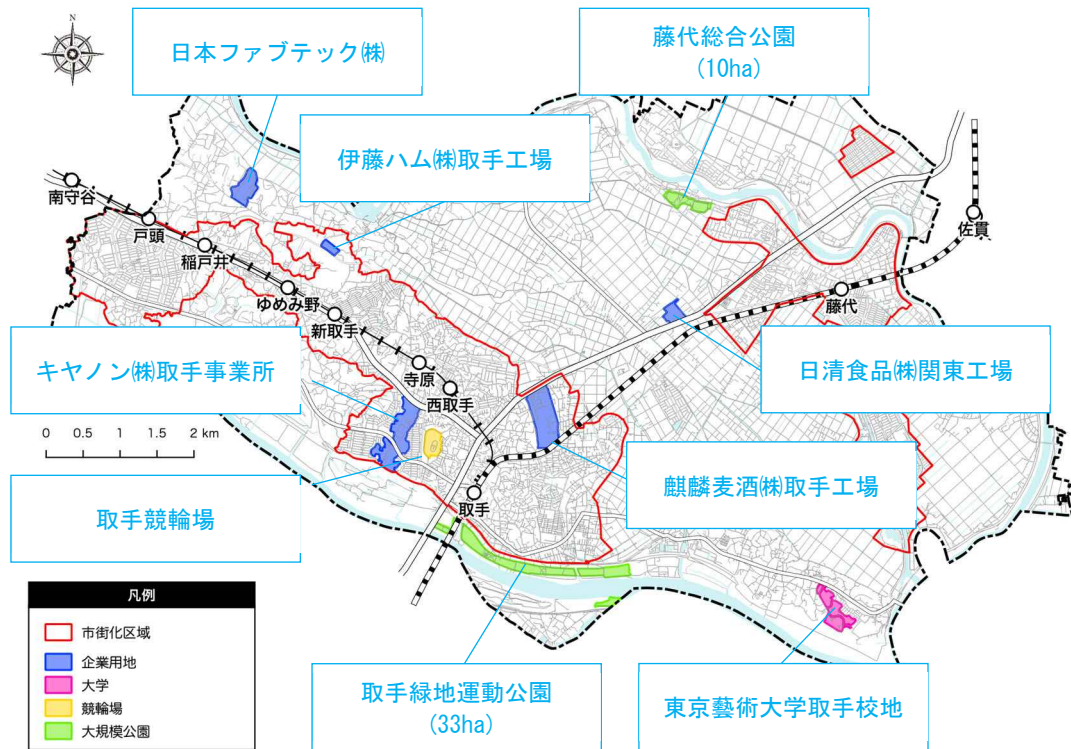 N
日本ファブテック㈱
藤代総合公園
(10ha)
伊藤ハム㈱取手工場
南守谷
戸頭
稲戸井
ゆめみ野
新取手
寺原
西取手
佐貫
藤代
キヤノン㈱取手事業所
日清食品㈱関東工場
0 0.5 1 1.5 2 km
麒麟麦酒㈱取手工場
取手
取手競輪場
凡例
市街化区域
企業用地
大学
競輪場
大規模公園
取手緑地運動公園
(33ha)
東京藝術大学取手校地